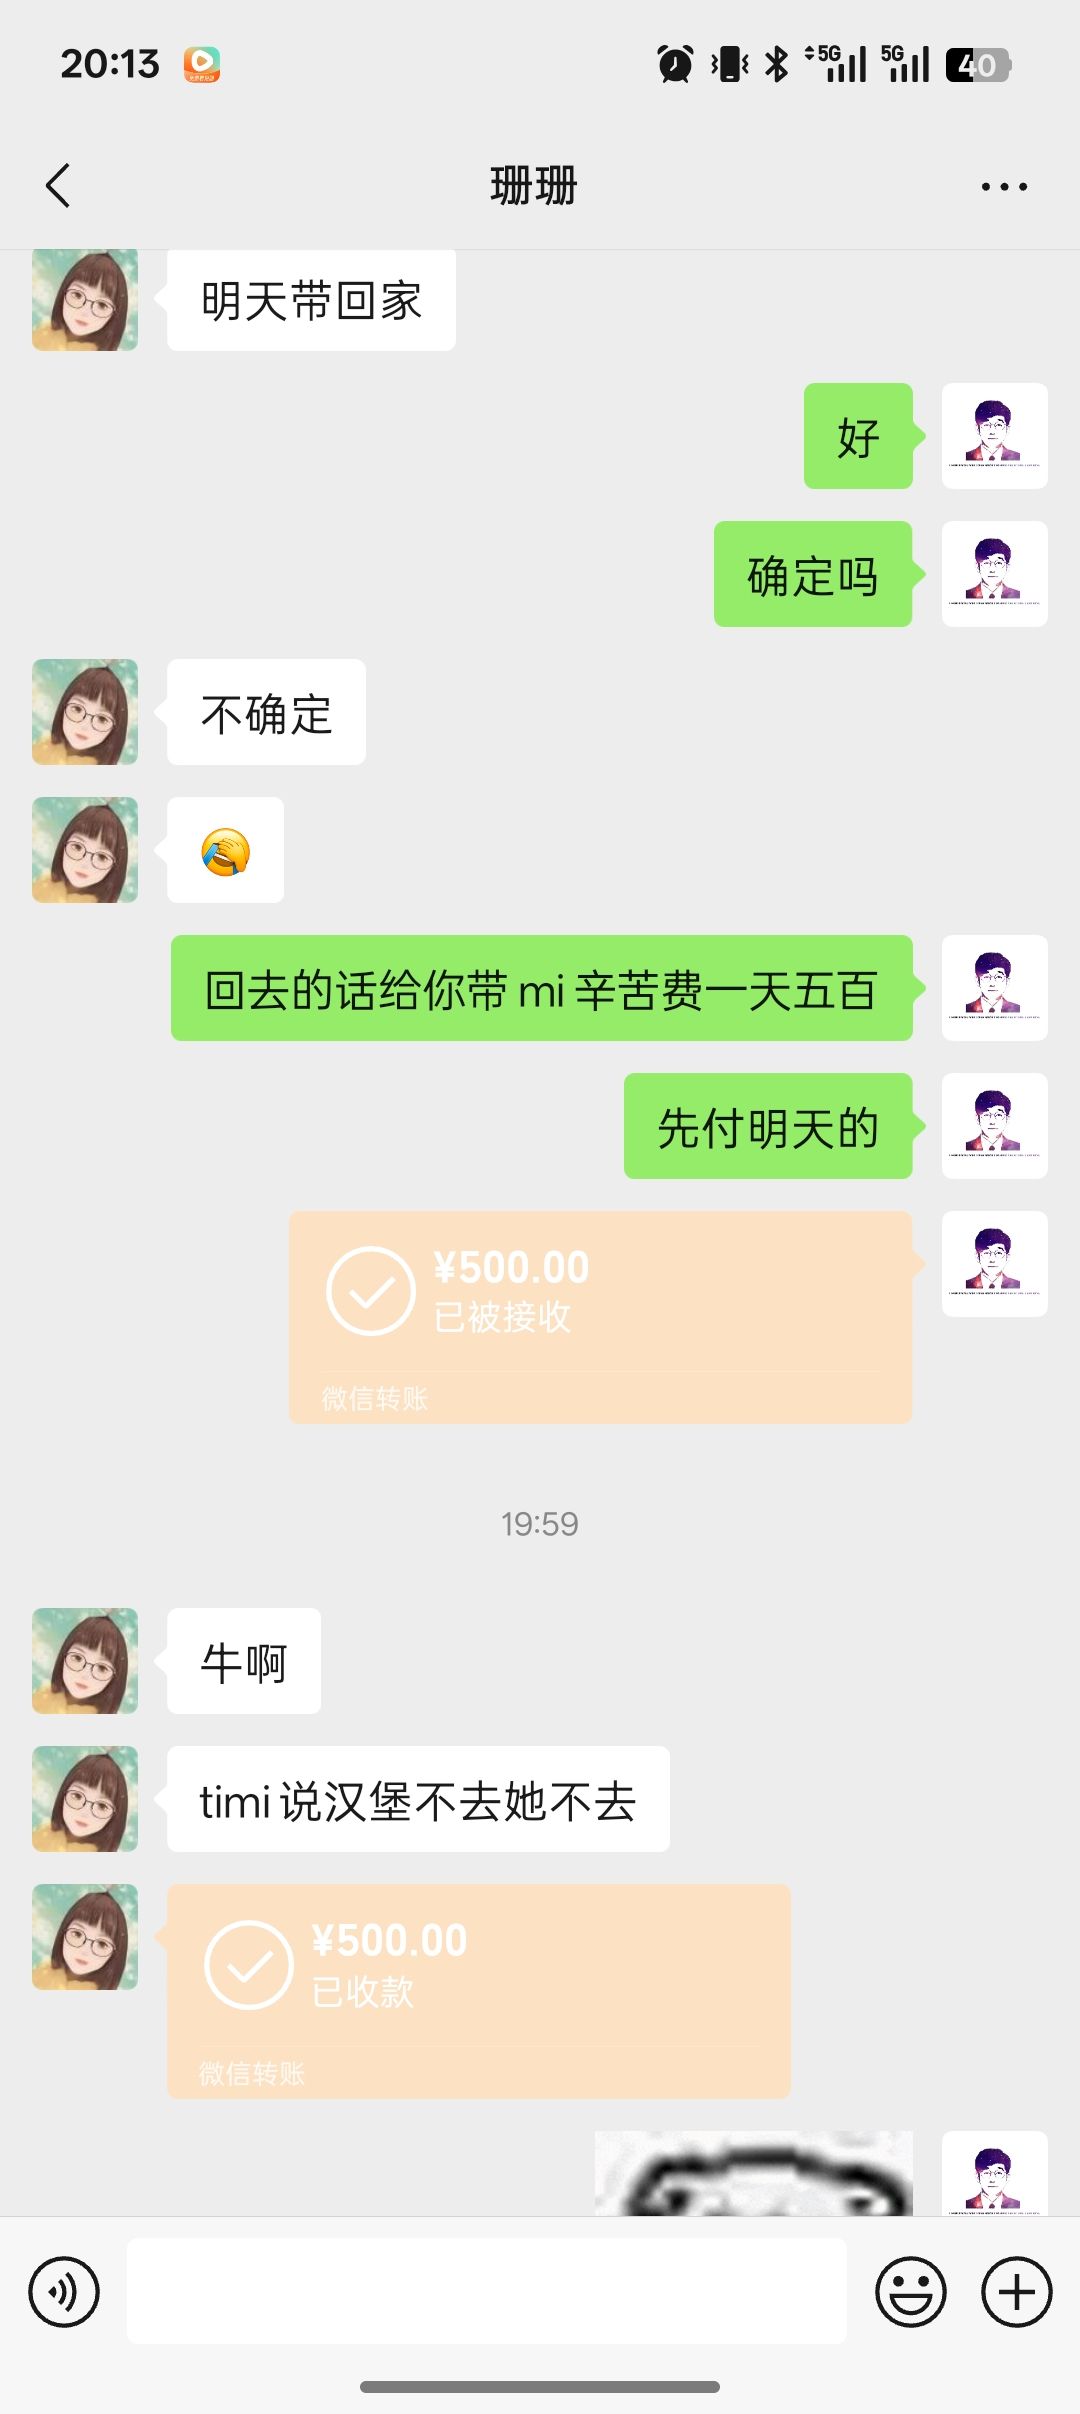 20:13
5G
5G
40
珊珊
明天带回家
好
确定吗
不确定
回去的话给你带 mi 辛苦费一天五百
先付明天的
¥500.00
已被接收
微信转账
19:59
牛啊
timi 说汉堡不去她不去
¥500.00
已收款
微信转账